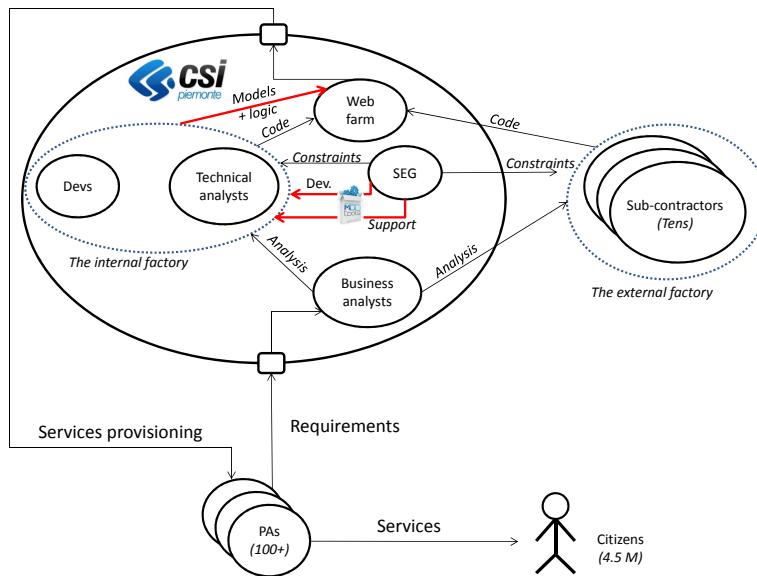 csi
piemonte
Models
+ logic
Code
Web
farm
Code
Devs
Technical
analysts
Constraints
SEG
Constraints
Dev.
Support
Sub-contractors
(Tens)
The internal factory
Analysis
Business
analysts
Analysis
The external factory
Services provisioning
Requirements
PAs
(100+)
Services
Citizens
(4.5 M)